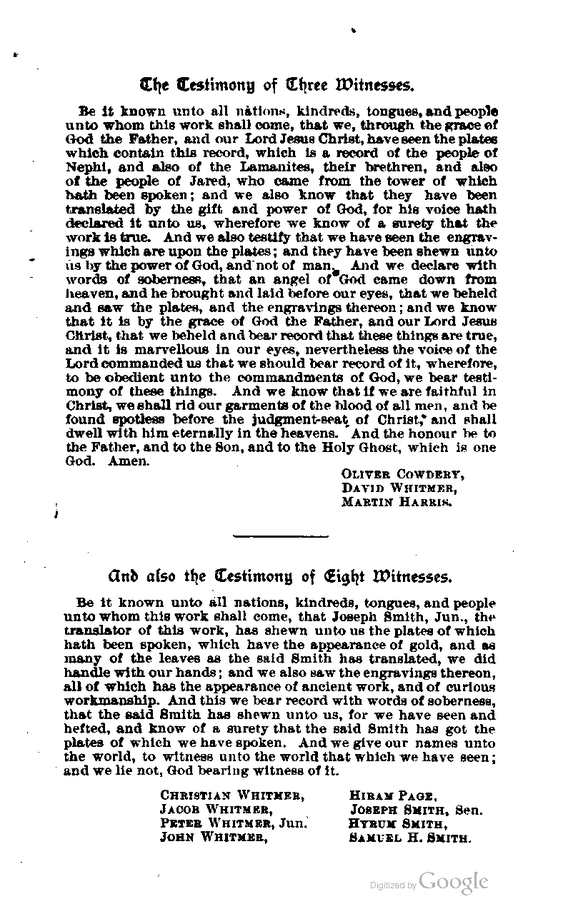 The Testimony of Three Witnesses.
Be it known unto all nations, kindreds, tongues, and people
unto whom this work shall come, that we, through the grace of
God the Father, and our Lord Jesus Christ, have seen the plates
which contain this record, which is a record of the people of
Nephi, and also of the Lamanites, their brethren, and also
of the people of Jared, who came from the tower of which
hath been spoken; and we also know that they have been
translated by the gift and power of God, for his voice hath
declared it unto us, wherefore we know of a surety that the
work is true. And we also testify that we have seen the engrav-
ings which are upon the plates; and they have been shewn unto
us by the power of God, and not of man. And we declare with
words of soberness, that an angel of God came down from
heaven, and he brought and laid before our eyes, that we beheld
and saw the plates, and the engravings thereon; and we know
that it is by the grace of God the Father, and our Lord Jesus
Christ, that we beheld and bear record that these things are true,
and it is marvellous in our eyes, nevertheless the voice of the
Lord commanded us that we should bear record of it, wherefore,
to be obedient unto the commandments of God, we bear testi-
mony of these things. And we know that if we are faithful in
Christ, we shall rid our garments of the blood of all men, and be
found spotless before the judgment-seat of Christ, and shall
dwell with him eternally in the heavens. And the honour be to
the Father, and to the Son, and to the Holy Ghost, which is one
God. Amen.
OLIVER COWDERY,
DAVID WHITMER,
MARTIN HARRIS.
And also the Testimony of Eight Witnesses.
Be it known unto all nations, kindreds, tongues, and people
unto whom this work shall come, that Joseph Smith, Jun., the
translator of this work, has shewn unto us the plates of which
hath been spoken, which have the appearance of gold, and as
many of the leaves as the said Smith has translated, we did
handle with our hands; and we also saw the engravings thereon,
all of which has the appearance of ancient work, and of curious
workmanship. And this we bear record with words of soberness,
that the said Smith has shewn unto us, for we have seen and
hefted, and know of a surety that the said Smith has got the
plates of which we have spoken. And we give our names unto
the world, to witness unto the world that which we have seen;
and we lie not, God bearing witness of it.
CHRISTIAN WHITMER,
JACOB WHITMER,
PETER WHITMER, Jun.
JOHN WHITMER,
HIRAM PAGE,
JOSEPH SMITH, Sen.
HYRUM SMITH,
SAMUEL H. SMITH.
Digitized by Google